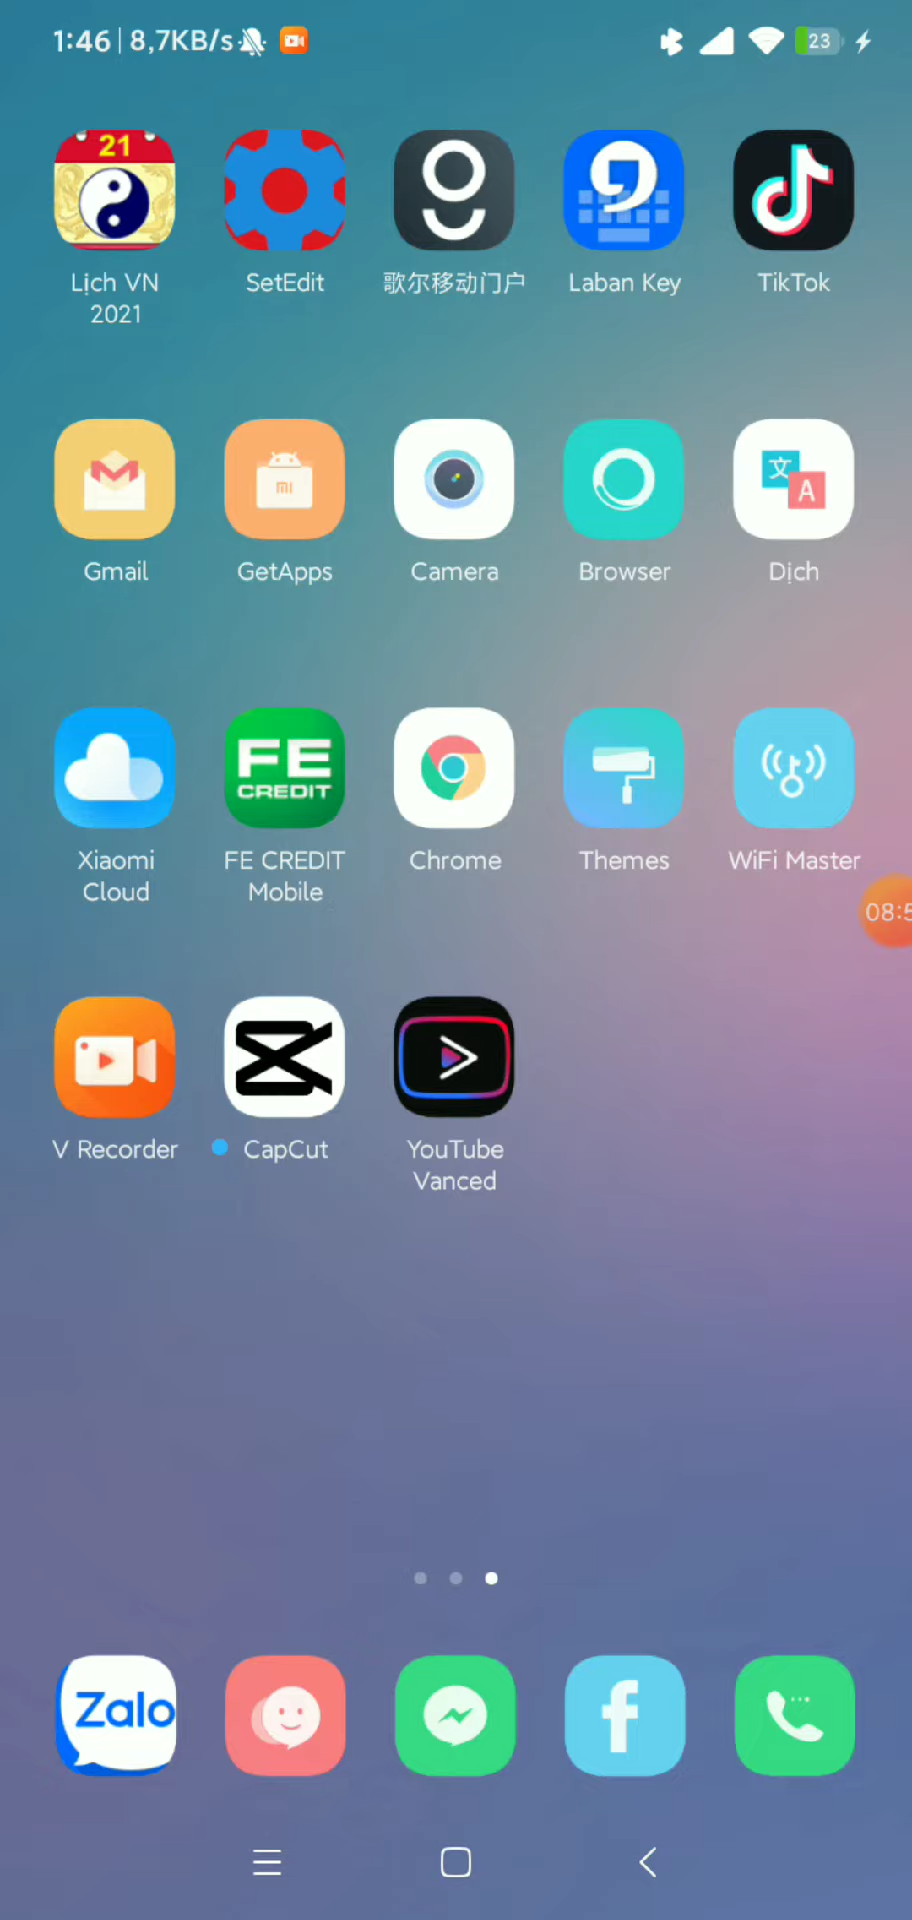 1:46 | 8,7KB/s
23
21
Lịch VN
2021
SetEdit
歌尔移动门户
Laban Key
TikTok
mi
文
A
Gmail
GetApps
Camera
Browser
Dịch
FE
CREDIT
Xiaomi
Cloud
FE CREDIT
Mobile
Chrome
Themes
WiFi Master
08:5
V Recorder
CapCut
YouTube
Vanced
Zalo